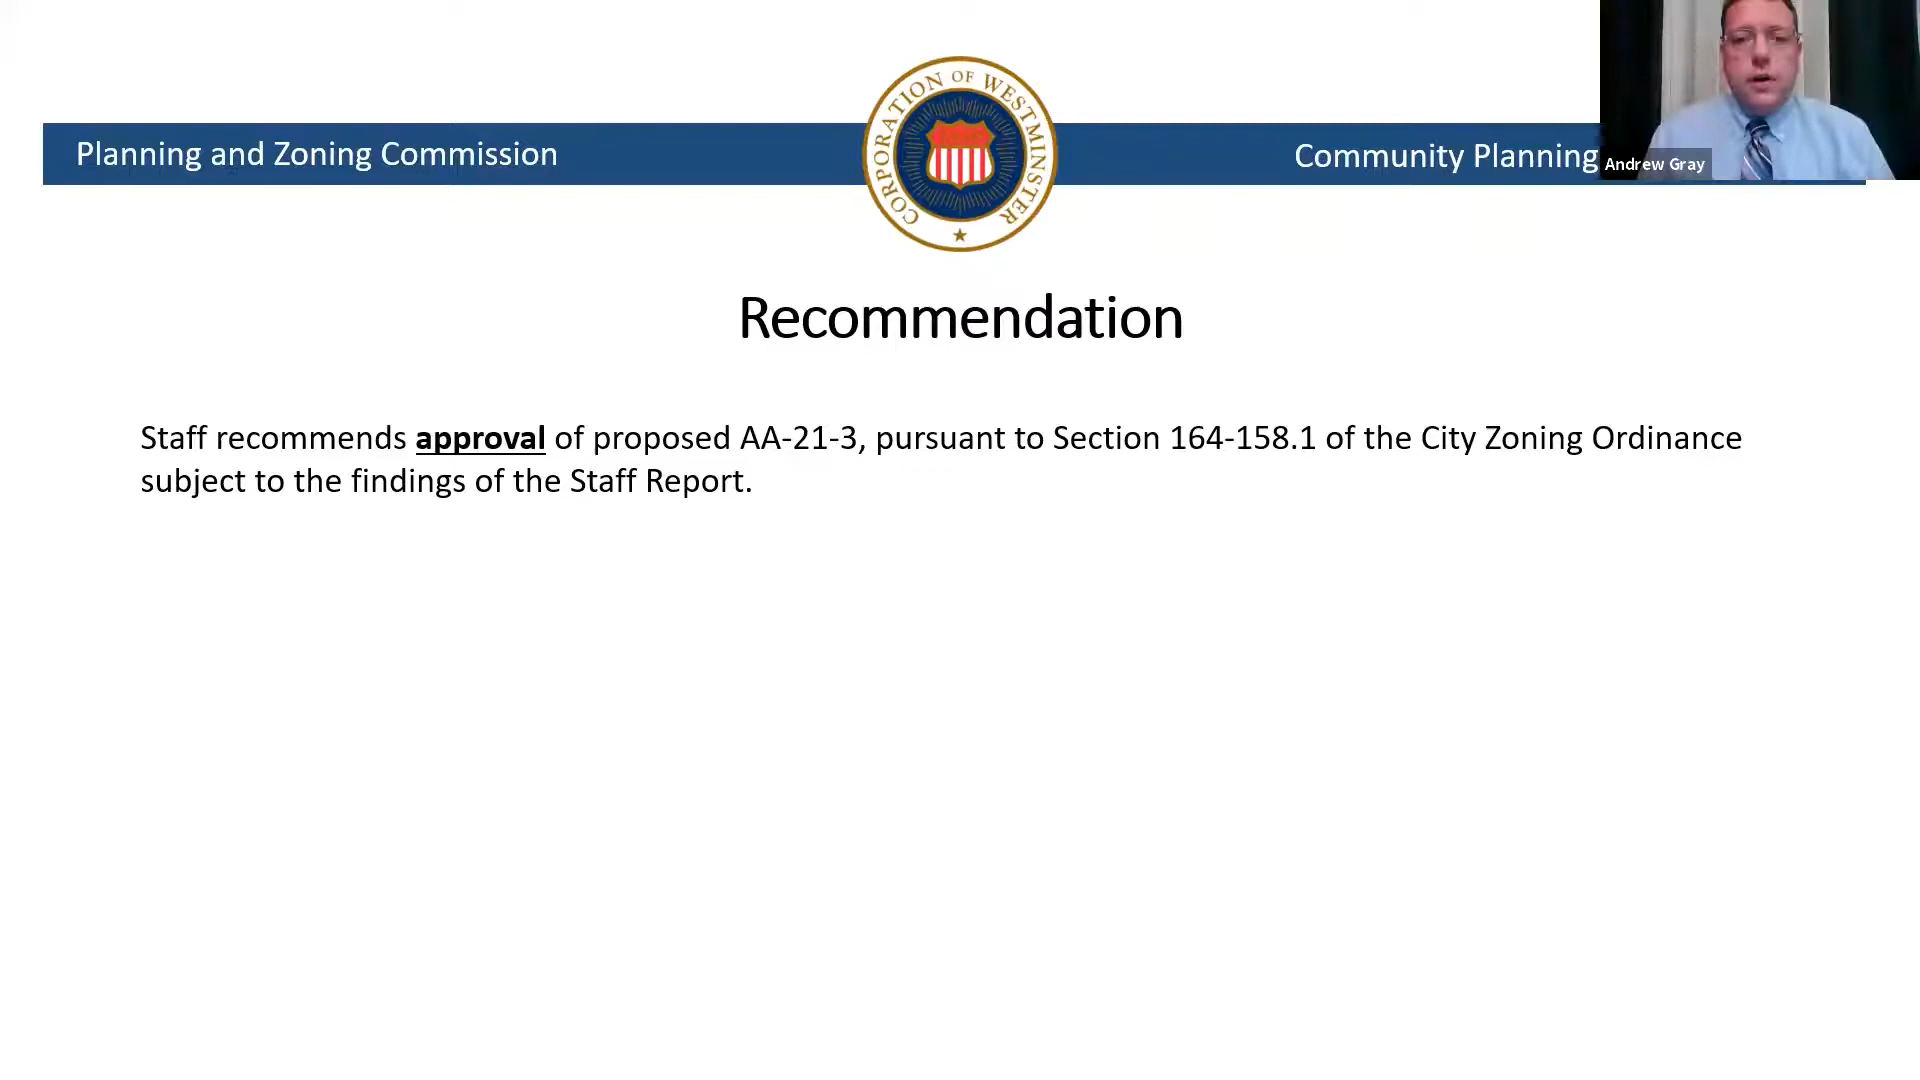 CORPORATION OF WESTMINSTER
Planning and Zoning Commission
Community Planning
Andrew Gray
Recommendation
Staff recommends approval of proposed AA-21-3, pursuant to Section 164-158.1 of the City Zoning Ordinance
subject to the findings of the Staff Report.